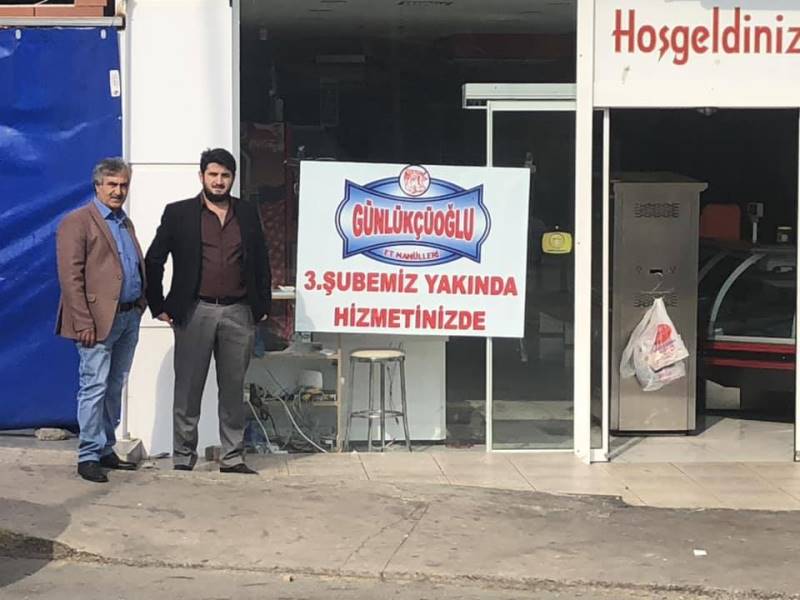 Hoşgeldiniz
GÜNLÜKÇÜOĞLU
ET MAMÜLLERİ
3.ŞUBEMİZ YAKINDA
HİZMETİNİZDE